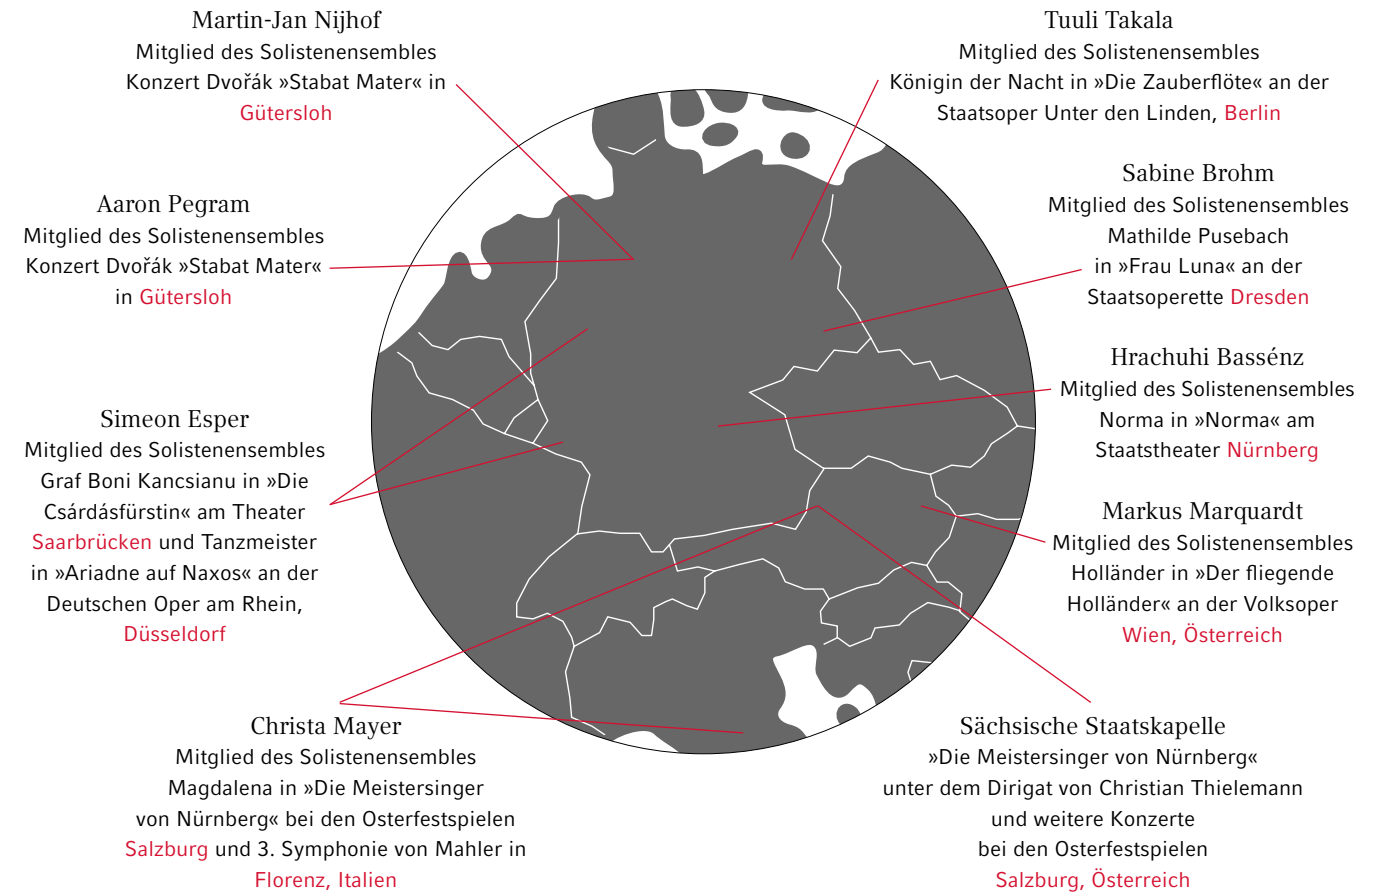 Martin-Jan Nijhof
Mitglied des Solistenensembles
Konzert Dvořák »Stabat Mater« in
Gütersloh
Aaron Pegram
Mitglied des Solistenensembles
Konzert Dvořák »Stabat Mater«
in Gütersloh
Simeon Esper
Mitglied des Solistenensembles
Graf Boni Kancsianu in »Die
Csárdásfürstin« am Theater
Saarbrücken und Tanzmeister
in »Ariadne auf Naxos« an der
Deutschen Oper am Rhein,
Düsseldorf
Christa Mayer
Mitglied des Solistenensembles
Magdalena in »Die Meistersinger
von Nürnberg« bei den Osterfestspielen
Salzburg und 3. Symphonie von Mahler in
Florenz, Italien
Tuuli Takala
Mitglied des Solistenensembles
Königin der Nacht in »Die Zauberflöte« an der
Staatsoper Unter den Linden, Berlin
Sabine Brohm
Mitglied des Solistenensembles
Mathilde Pusebach
in »Frau Luna« an der
Staatsoperette Dresden
Hrachuhi Bassénz
Mitglied des Solistenensembles
Norma in »Norma« am
Staatstheater Nürnberg
Markus Marquardt
Mitglied des Solistenensembles
Holländer in »Der fliegende
Holländer« an der Volksoper
Wien, Österreich
Sächsische Staatskapelle
»Die Meistersinger von Nürnberg«
unter dem Dirigat von Christian Thielemann
und weitere Konzerte
bei den Osterfestspielen
Salzburg, Österreich